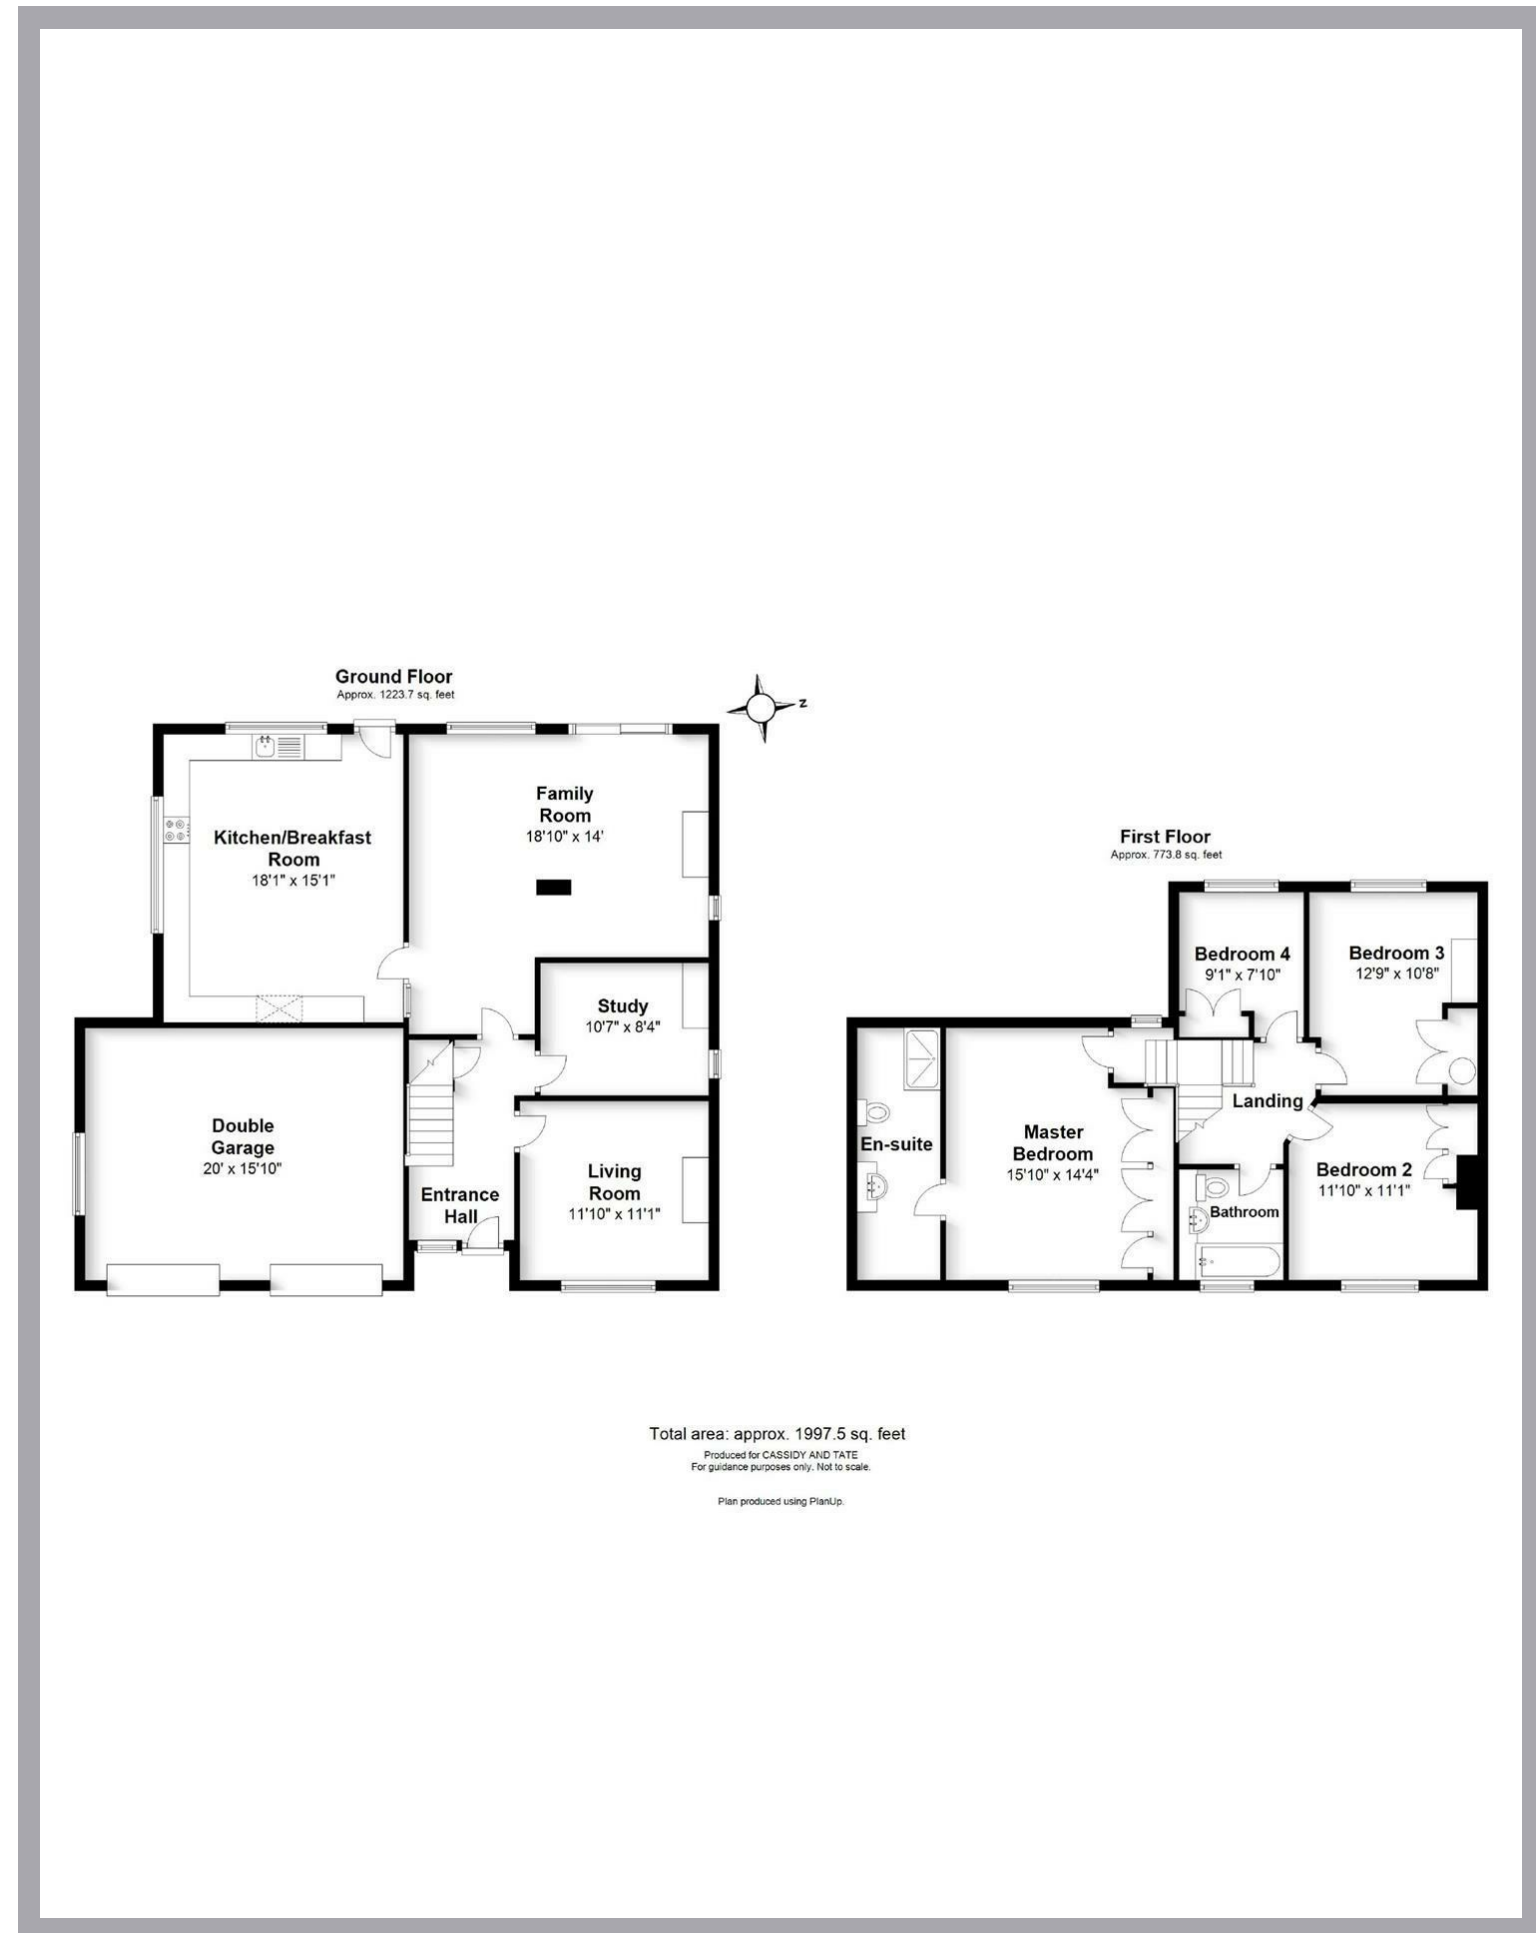 Ground Floor
Approx. 1223.7 sq. feet
Z
Family
Room
18'10" x 14'
Kitchen/Breakfast
Room
18'1" x 15'1"
Study
10'7" x 8'4"
Double
Garage
20' x 15'10"
Living
Room
11'10" x 11'1"
Entrance
Hall
First Floor
Approx. 773.8 sq. feet
Bedroom 4
9'1" x 7'10"
Bedroom 3
12'9" x 10'8"
Landing
Master
Bedroom
15'10" x 14'4"
En-suite
Bedroom 2
11'10" x 11'1"
Bathroom
Total area: approx. 1997.5 sq. feet
Produced for CASSIDY AND TATE
For guidance purposes only. Not to scale.
Plan produced using PlanUp.